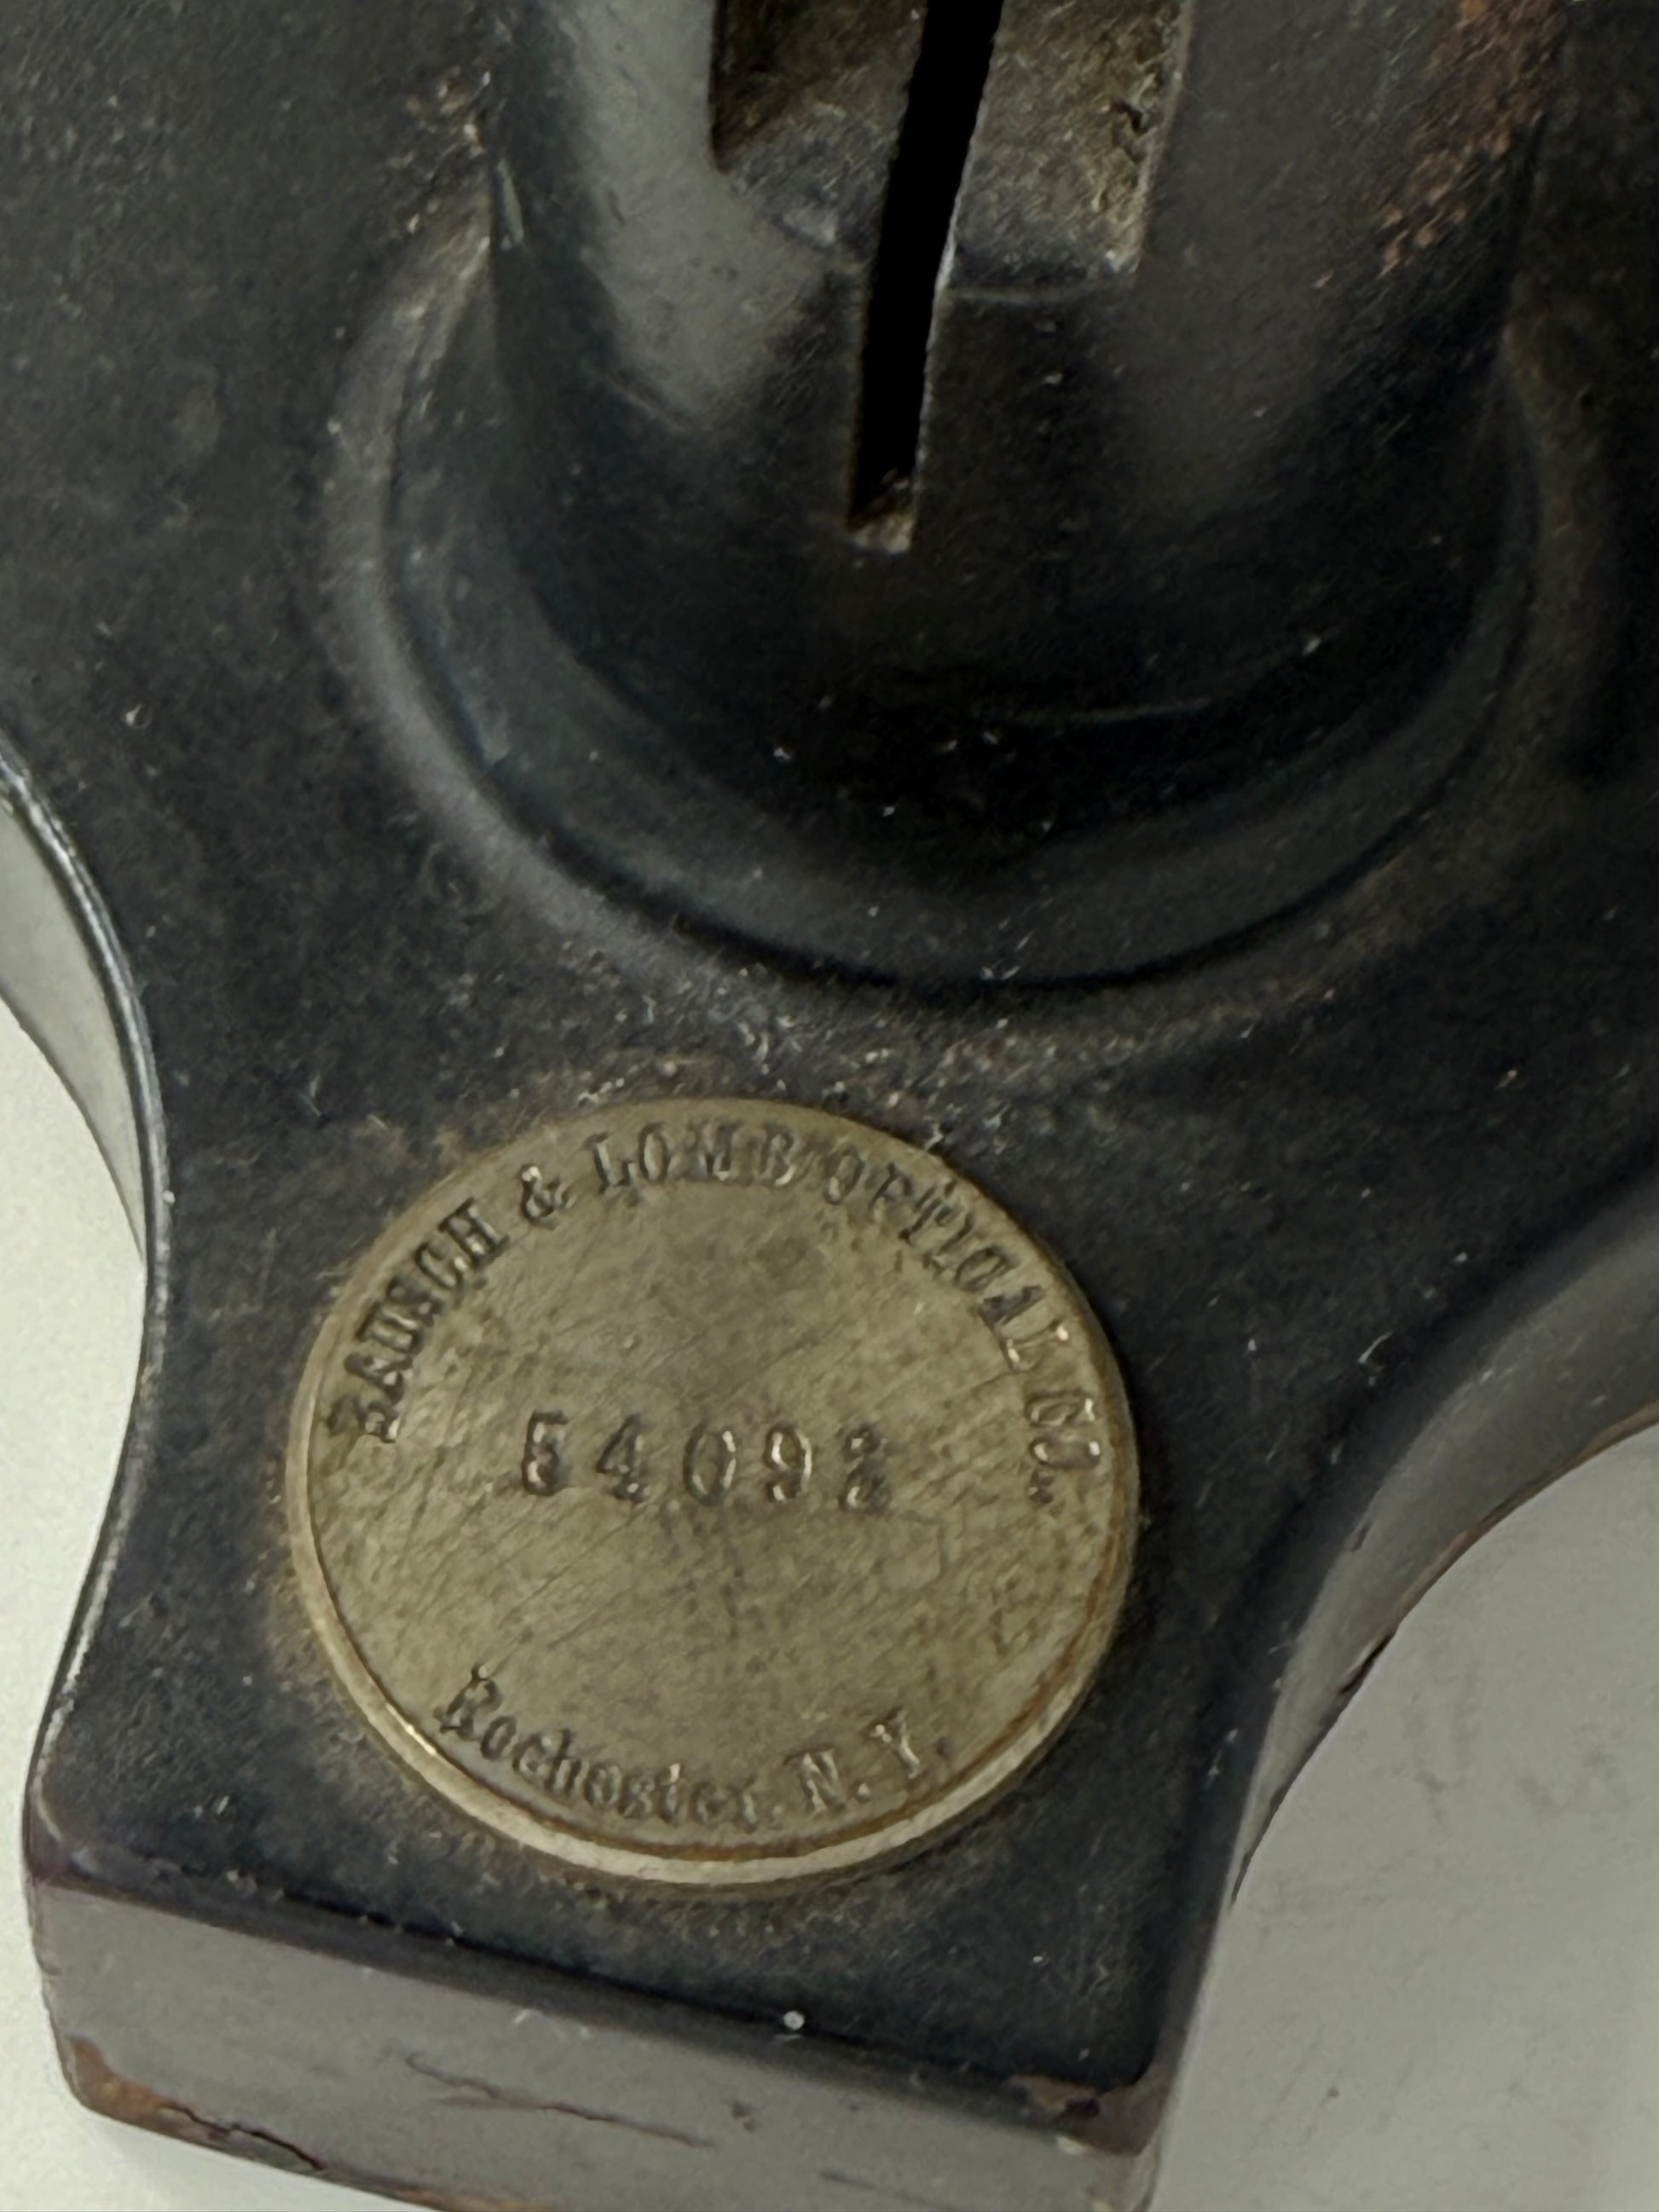 BAUSCH & LOMB OPTICAL CO.
54092
Rochester, N.Y.